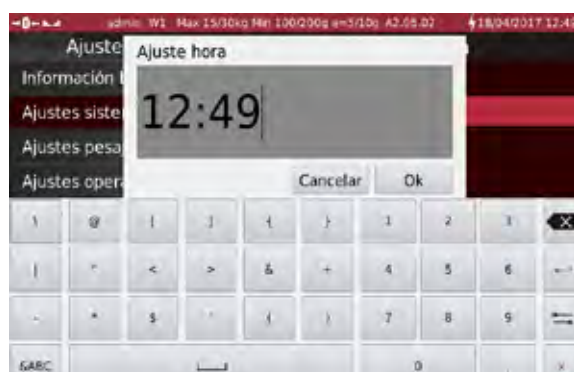 admin W1 Max 15/30kg Min 100/200g e=5/10g A2.05.02 18/04/2017 12:49
Ajuste
Ajuste hora
Información
Ajustes siste
Ajustes pesa
Ajustes oper
12:49
Cancelar Ok
\ @ [ ] { } 1 2 3
| < > & + 4 5 6
- * $ 7 8 9
&ABC 0